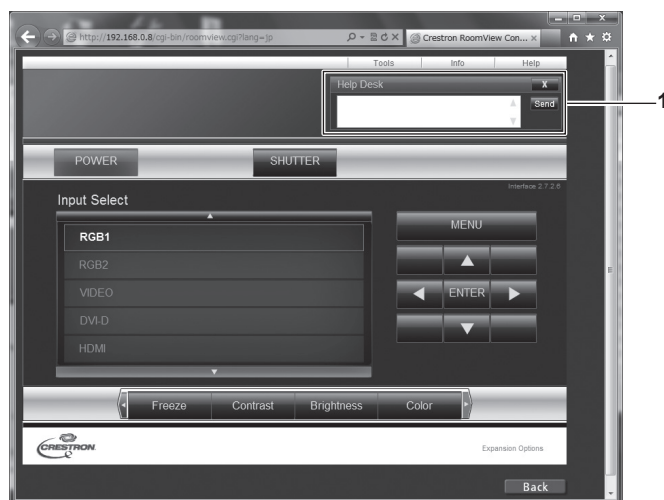 http://192.168.0.8/cgi-bin/roomview.cgi?lang=jp
Crestron RoomView Con... ×
Tools Info Help
Help Desk X
Send
1
POWER SHUTTER
Interface 2.7.2.6
Input Select
MENU
RGB1
RGB2
VIDEO
ENTER
DVI-D
HDMI
Freeze Contrast Brightness Color
CRESTRON
Expansion Options
Back